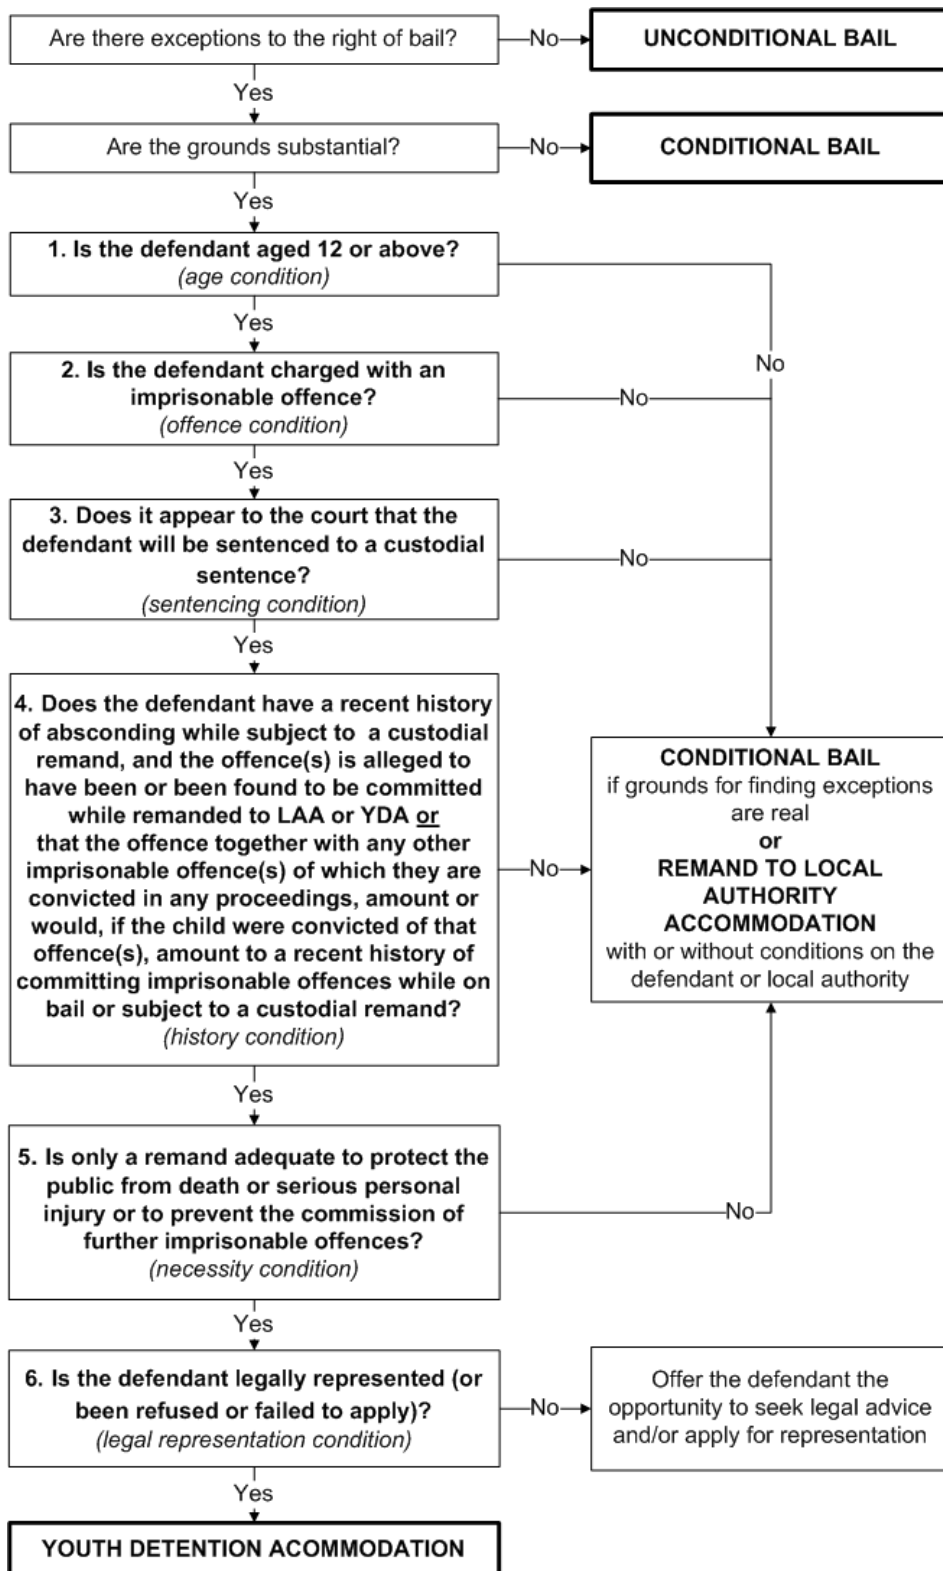 Are there exceptions to the right of bail?
No
UNCONDITIONAL BAIL
Yes
Are the grounds substantial?
No
CONDITIONAL BAIL
Yes
1. Is the defendant aged 12 or above?
(age condition)
Yes
No
2. Is the defendant charged with an
imprisonable offence?
(offence condition)
No
Yes
3. Does it appear to the court that the
defendant will be sentenced to a custodial
sentence?
(sentencing condition)
No
Yes
4. Does the defendant have a recent history
of absconding while subject to a custodial
remand, and the offence(s) is alleged to
have been or been found to be committed
while remanded to LAA or YDA or
that the offence together with any other
imprisonable offence(s) of which they are
convicted in any proceedings, amount or
would, if the child were convicted of that
offence(s), amount to a recent history of
committing imprisonable offences while on
bail or subject to a custodial remand?
(history condition)
No
CONDITIONAL BAIL
if grounds for finding exceptions
are real
or
REMAND TO LOCAL
AUTHORITY
ACCOMMODATION
with or without conditions on the
defendant or local authority
Yes
5. Is only a remand adequate to protect the
public from death or serious personal
injury or to prevent the commission of
further imprisonable offences?
(necessity condition)
No
Yes
6. Is the defendant legally represented (or
been refused or failed to apply)?
(legal representation condition)
No
Offer the defendant the
opportunity to seek legal advice
and/or apply for representation
Yes
YOUTH DETENTION ACOMMODATION